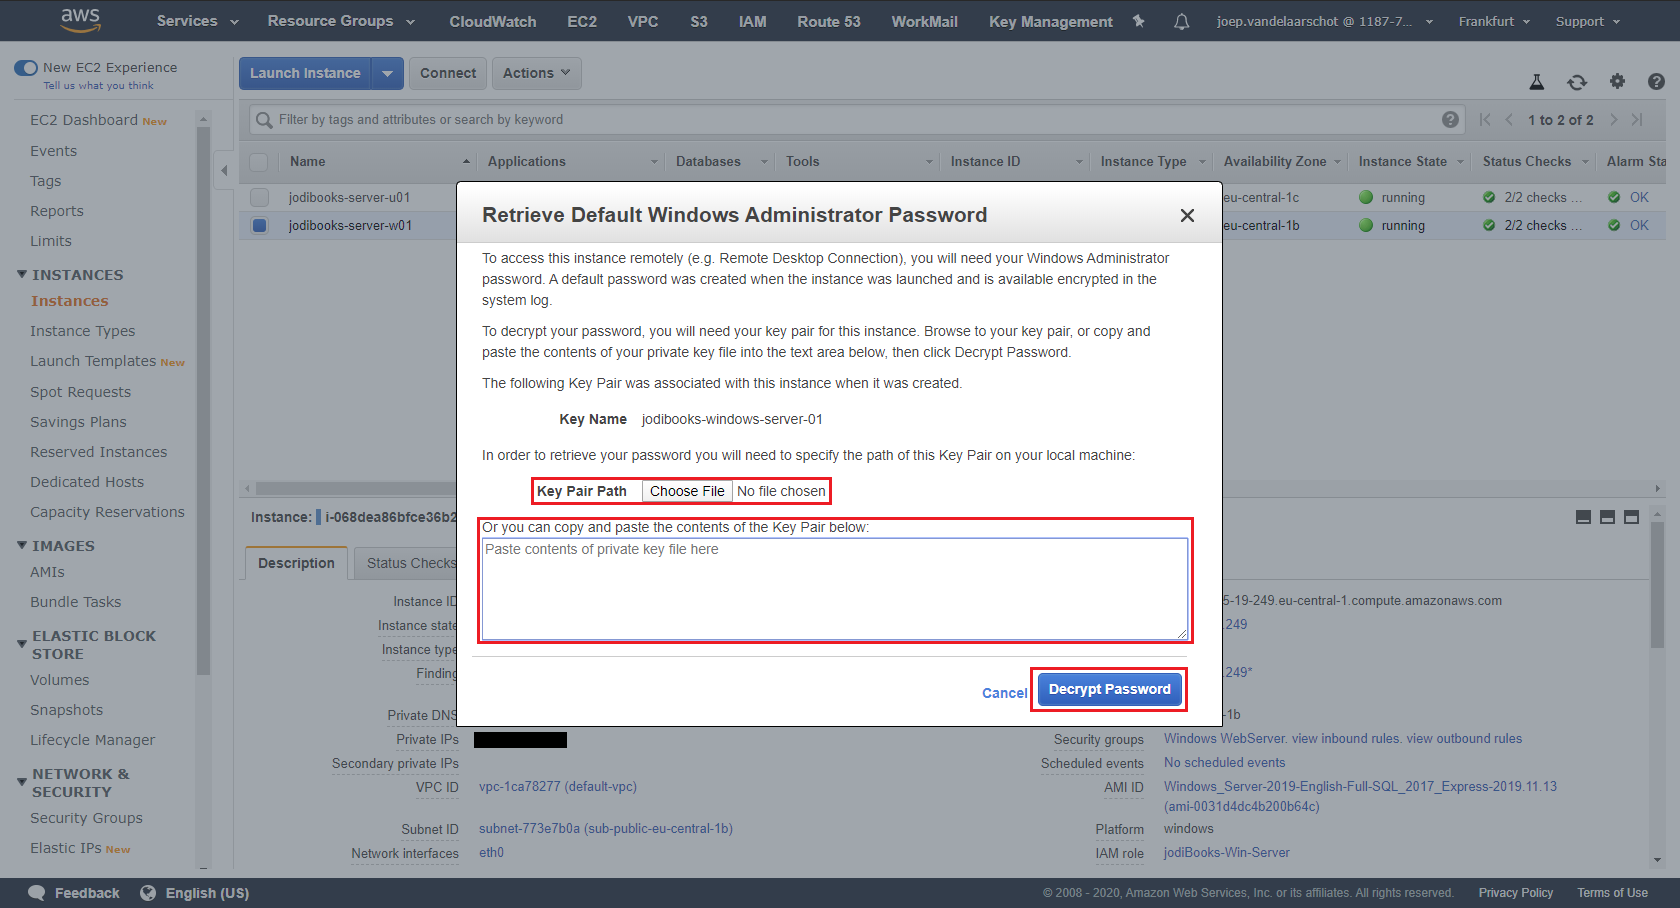 aws Services Resource Groups CloudWatch EC2 VPC S3 IAM Route 53 WorkMail Key Management joep.vandelaarschot @ 1187-7... Frankfurt Support
New EC2 Experience
Tell us what you think
Launch Instance Connect Actions
EC2 Dashboard New
Events
Tags
Reports
Limits
INSTANCES
Instances
Instance Types
Launch Templates New
Spot Requests
Savings Plans
Reserved Instances
Dedicated Hosts
Capacity Reservations
IMAGES
AMIs
Bundle Tasks
ELASTIC BLOCK
STORE
Volumes
Snapshots
Lifecycle Manager
NETWORK &
SECURITY
Security Groups
Elastic IPs New
Filter by tags and attributes or search by keyword
1 to 2 of 2
Name Applications Databases Tools Instance ID Instance Type Availability Zone Instance State Status Checks Alarm Sta
jodibooks-server-u01 eu-central-1c running 2/2 checks ... OK
jodibooks-server-w01 eu-central-1b running 2/2 checks ... OK
Retrieve Default Windows Administrator Password
To access this instance remotely (e.g. Remote Desktop Connection), you will need your Windows Administrator
password. A default password was created when the instance was launched and is available encrypted in the
system log.
To decrypt your password, you will need your key pair for this instance. Browse to your key pair, or copy and
paste the contents of your private key file into the text area below, then click Decrypt Password.
The following Key Pair was associated with this instance when it was created.
Key Name jodibooks-windows-server-01
In order to retrieve your password you will need to specify the path of this Key Pair on your local machine:
Key Pair Path Choose File No file chosen
Or you can copy and paste the contents of the Key Pair below:
Paste contents of private key file here
Cancel Decrypt Password
Instance: i-068dea86bfce36b2
Description Status Checks
Instance ID
5-19-249.eu-central-1.compute.amazonaws.com
Instance state
.249
Instance type
Finding
.249*
Private DNS
-1b
Private IPs
Security groups Windows WebServer. view inbound rules. view outbound rules
Secondary private IPs
Scheduled events No scheduled events
VPC ID vpc-1ca78277 (default-vpc)
AMI ID Windows_Server-2019-English-Full-SQL_2017_Express-2019.11.13
(ami-0031d4dc4b200b64c)
Subnet ID subnet-773e7b0a (sub-public-eu-central-1b)
Platform windows
Network interfaces eth0
IAM role jodiBooks-Win-Server
Feedback English (US)
© 2008 - 2020, Amazon Web Services, Inc. or its affiliates. All rights reserved. Privacy Policy Terms of Use